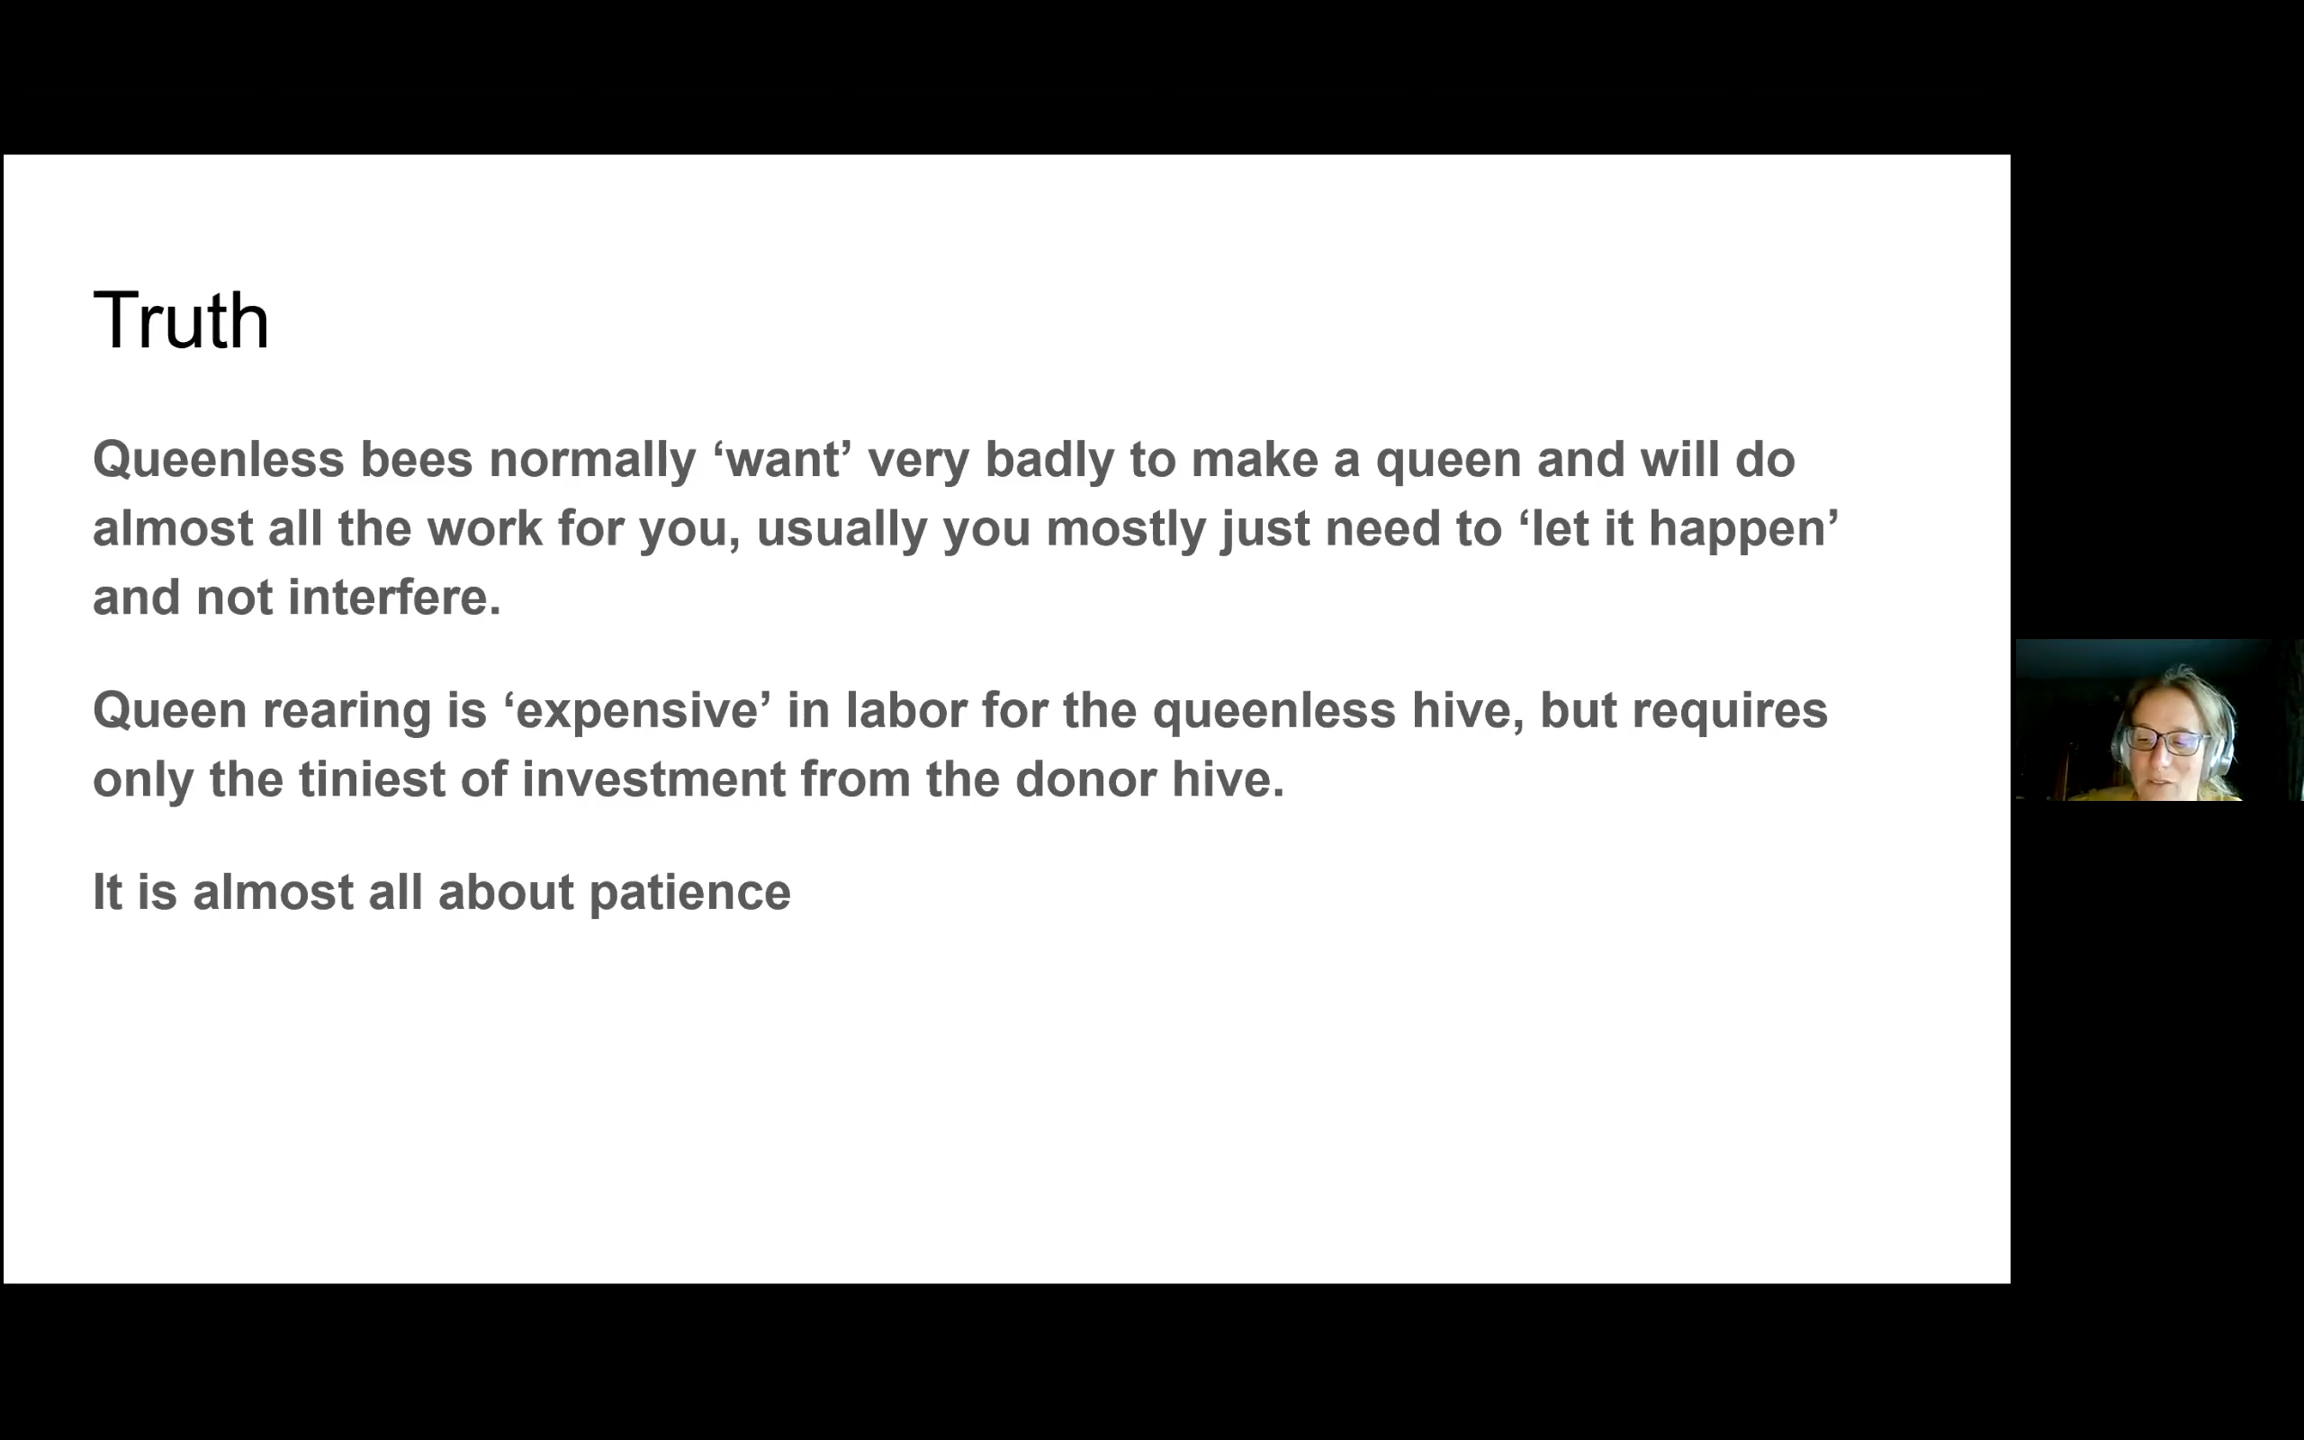 Truth
Queenless bees normally ‘want’ very badly to make a queen and will do
almost all the work for you, usually you mostly just need to ‘let it happen’
and not interfere.
Queen rearing is ‘expensive’ in labor for the queenless hive, but requires
only the tiniest of investment from the donor hive.
It is almost all about patience